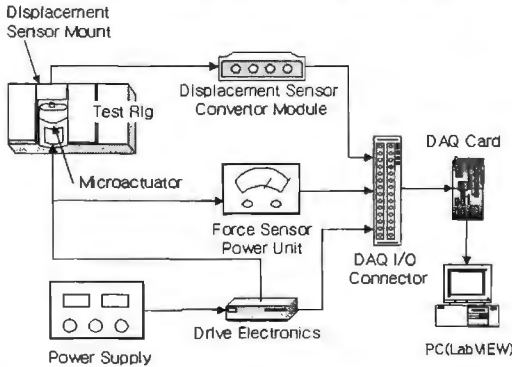 Displacement
Sensor Mount
Test Rig
Displacement Sensor
Convertor Module
DAQ Card
Microactuator
Force Sensor
Power Unit
DAQ I/O
Connector
Drive Electronics
Power Supply
PC(LabVIEW)